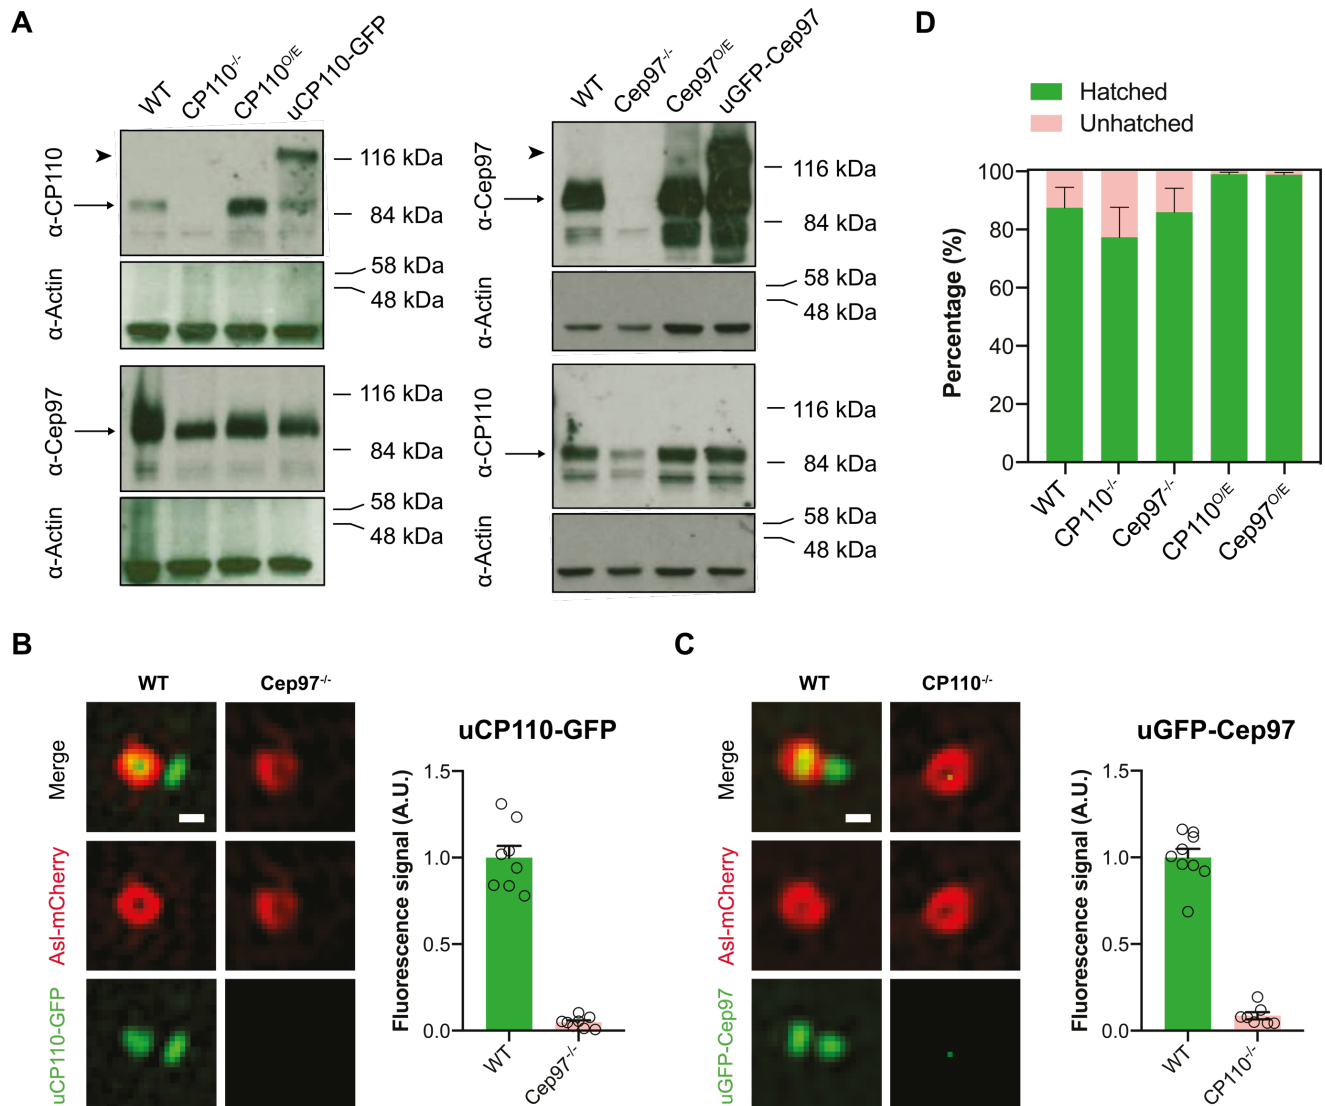 A
WT CP110-/- CP110O/E uCP110-GFP
α-CP110
116 kDa
84 kDa
α-Actin
58 kDa
48 kDa
α-Cep97
116 kDa
84 kDa
α-Actin
58 kDa
48 kDa
WT Cep97-/- Cep97O/E uGFP-Cep97
α-Cep97
116 kDa
84 kDa
α-Actin
58 kDa
48 kDa
α-CP110
116 kDa
84 kDa
α-Actin
58 kDa
48 kDa
D
Hatched
Unhatched
Percentage (%)
100
80
60
40
20
0
WT CP110-/- Cep97-/- CP110O/E Cep97O/E
B
WT Cep97-/-
Merge
Asl-mCherry
uCP110-GFP
uCP110-GFP
Fluorescence signal (A.U.)
1.5
1.0
0.5
0.0
WT Cep97-/-
C
WT CP110-/-
Merge
Asl-mCherry
uGFP-Cep97
uGFP-Cep97
Fluorescence signal (A.U.)
1.5
1.0
0.5
0.0
WT CP110-/-